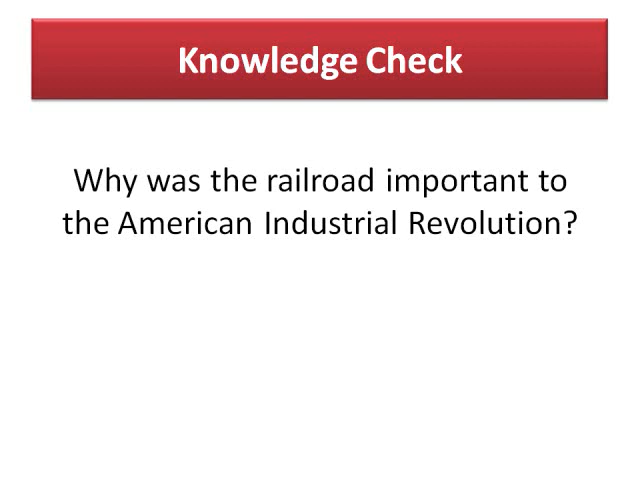 Knowledge Check
Why was the railroad important to
the American Industrial Revolution?